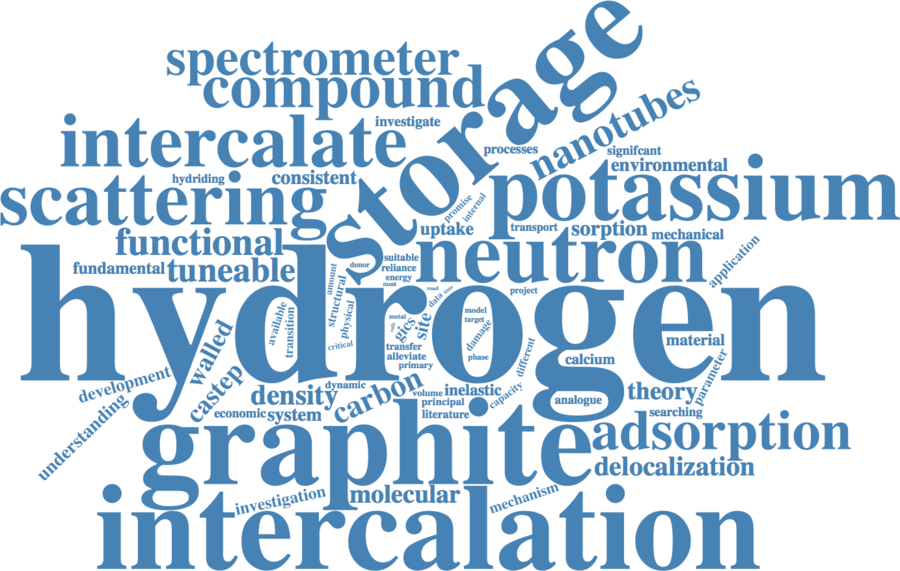 spectrometer
compound
storage
intercalate
investigate
nanotubes
processes
signifcant
environmental
hydriding
consistent
scattering
potassium
promise
internal
uptake
transport
sorption
mechanical
functional
neutron
fundamental
tuneable
donor
suitable
reliance
energy
application
hydrogen
amount
structural
physical
available
transition
critical
most
road
data
time
project
metal
gics
site
model
target
damage
phase
transfer
alleviate
primary
different
material
calcium
parameter
development
walled
castep
understanding
density
dynamic
carbon
volume
inelastic
capacity
analogue
theory
economic
system
principal
literature
searching
graphite
adsorption
delocalization
investigation
molecular
mechanism
intercalation